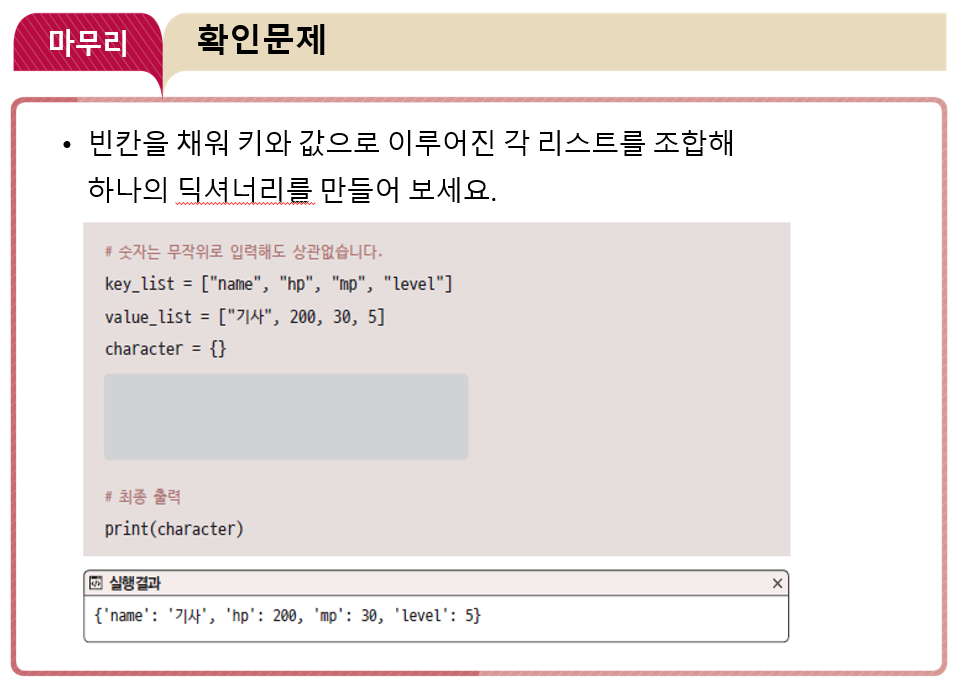 마무리
확인문제
• 빈칸을 채워 키와 값으로 이루어진 각 리스트를 조합해
하나의 딕셔너리를 만들어 보세요.
# 숫자는 무작위로 입력해도 상관없습니다.
key_list = ["name", "hp", "mp", "level"]
value_list = ["기사", 200, 30, 5]
character = {}
# 최종 출력
print(character)
실행결과
{'name': '기사', 'hp': 200, 'mp': 30, 'level': 5}